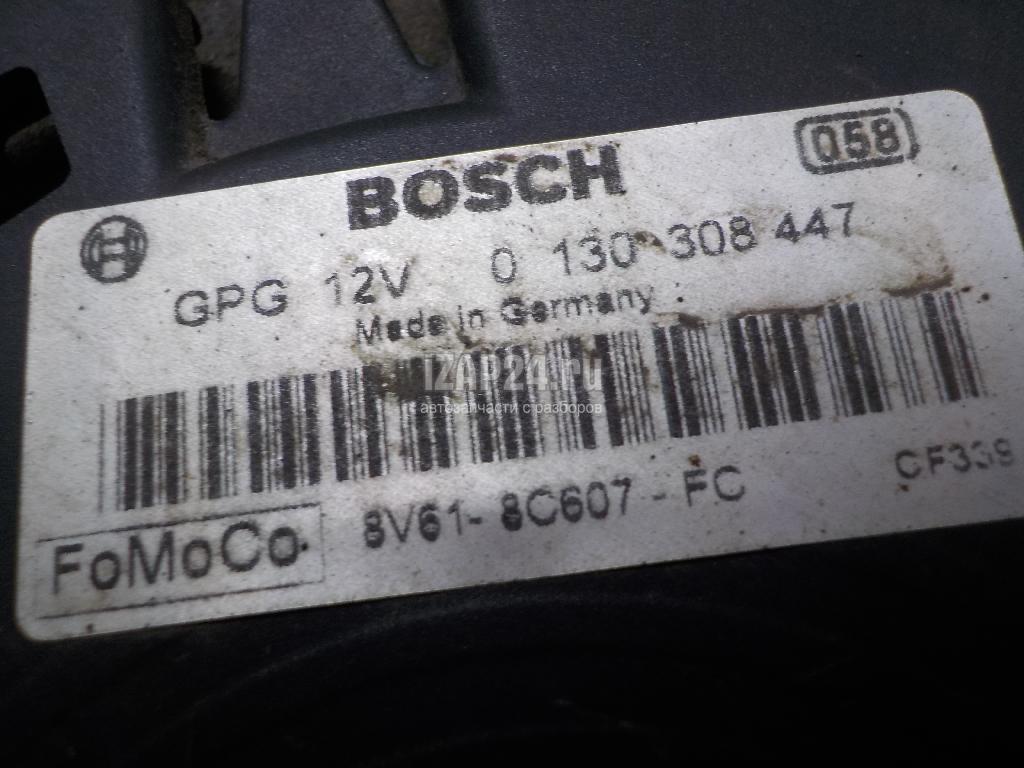 BOSCH
058
GPG 12V 0 130 308 447
Made in Germany
IZAP24.ru
автозапчасти с разборов
8V61-8C607-FC
CF339
FoMoCo